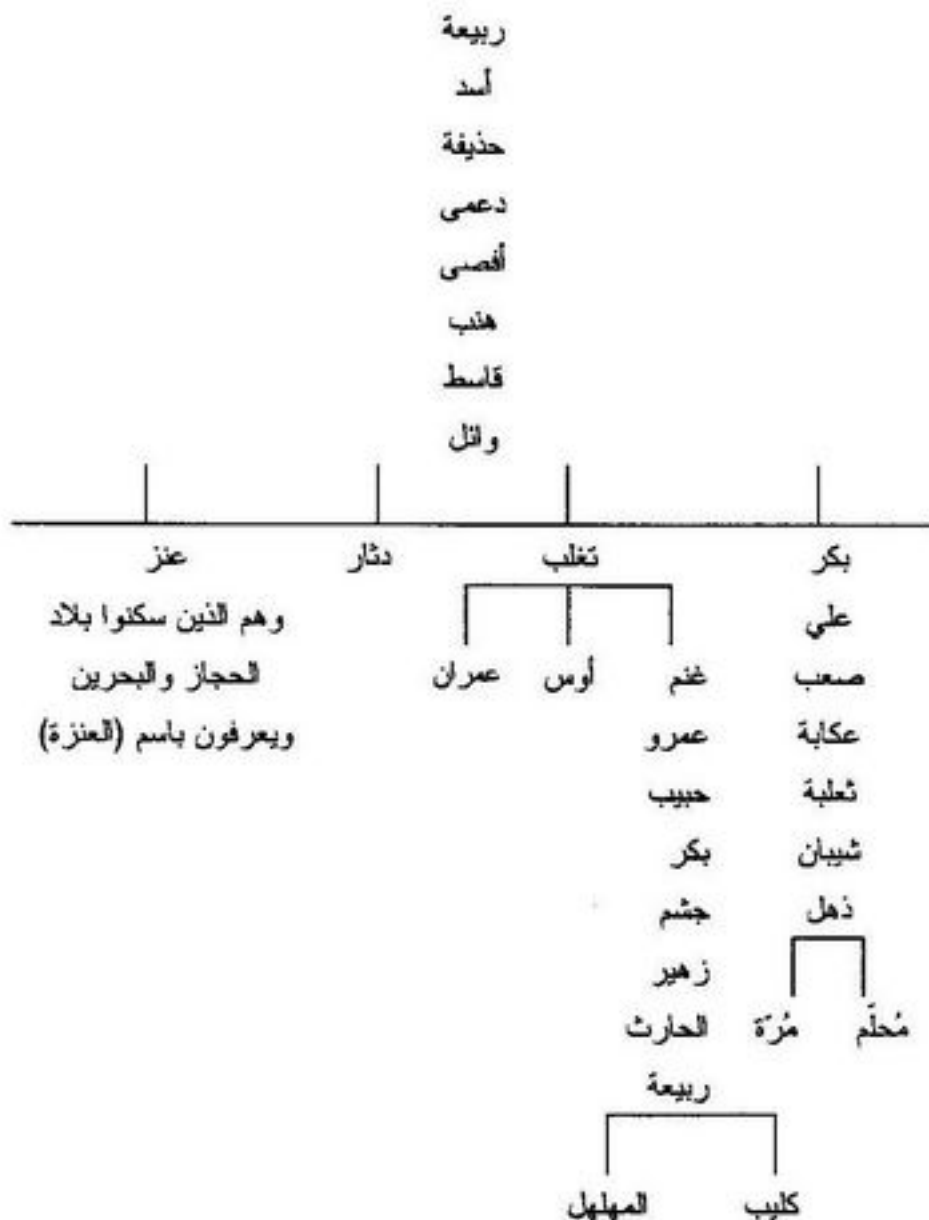 ربيعة
أسد
حذيفة
دعمى
أفصى
هنب
قاسط
وائل
بكر تغلب دثار عنز
علي وهم الذين سكنوا بلاد
صعب غنم أوس عمران الحجاز والبحرين
عكابة عمرو ويعرفون باسم (العنزة)
ثعلبة حبيب
شيبان بكر
ذهل جشم
زهير
مُحلّم مُرّة الحارث
ربيعة
كليب المهلهل